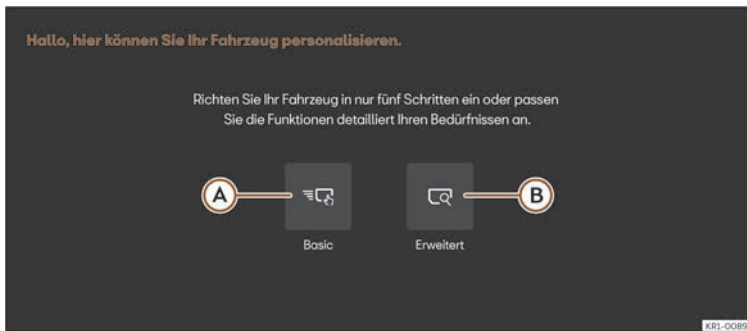 Hallo, hier können Sie Ihr Fahrzeug personalisieren.
Richten Sie Ihr Fahrzeug in nur fünf Schritten ein oder passen
Sie die Funktionen detailliert Ihren Bedürfnissen an.
A
B
Basic
Erweitert
KR1-0089